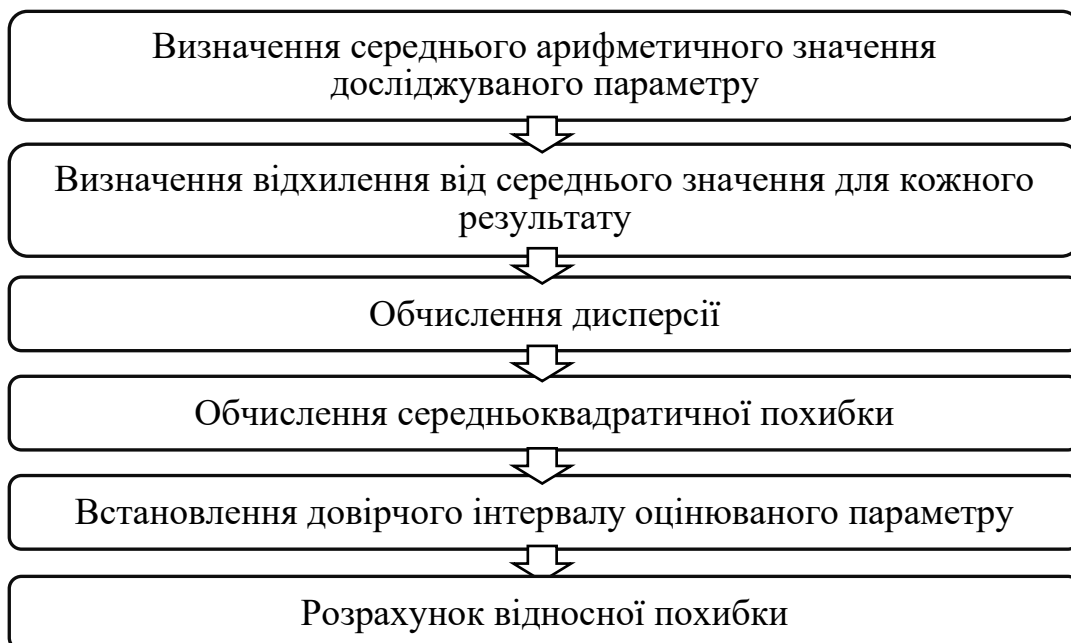 Визначення середнього арифметичного значення
досліджуваного параметру
Визначення відхилення від середнього значення для кожного
результату
Обчислення дисперсії
Обчислення середньоквадратичної похибки
Встановлення довірчого інтервалу оцінюваного параметру
Розрахунок відносної похибки